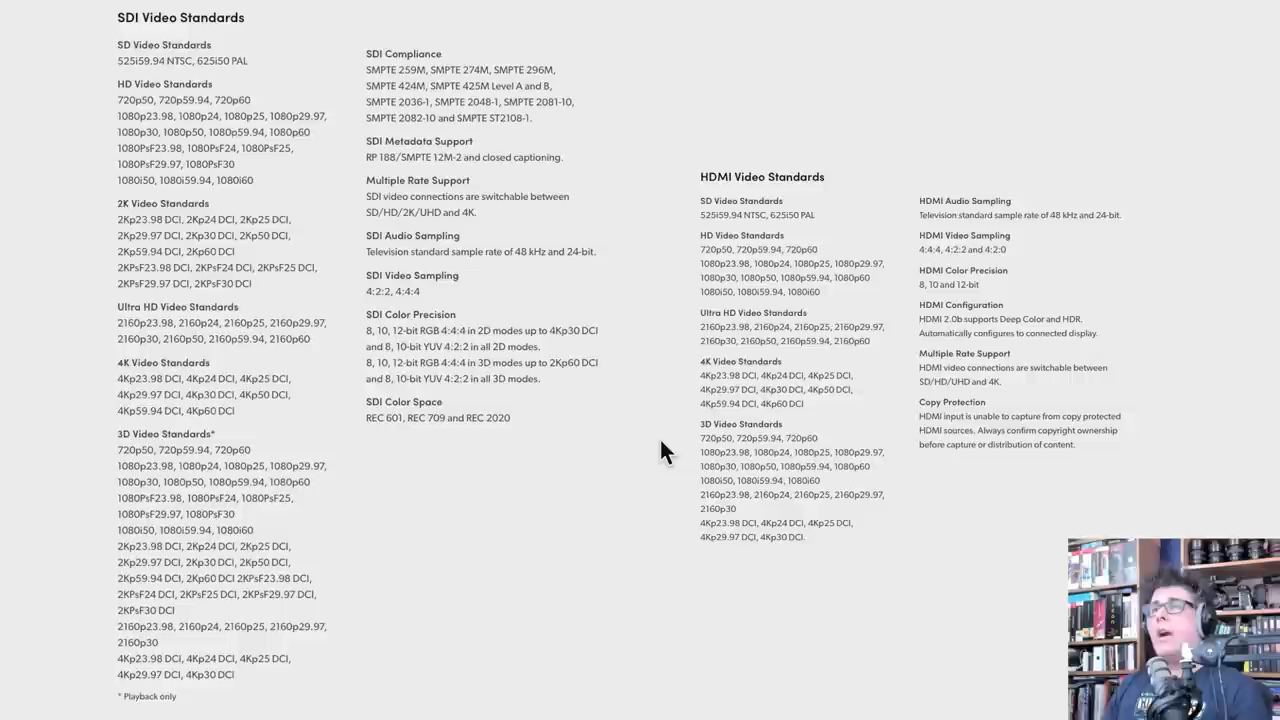 SDI Video Standards
SD Video Standards
525i59.94 NTSC, 625i50 PAL
HD Video Standards
720p50, 720p59.94, 720p60
1080p23.98, 1080p24, 1080p25, 1080p29.97,
1080p30, 1080p50, 1080p59.94, 1080p60
1080PsF23.98, 1080PsF24, 1080PsF25,
1080PsF29.97, 1080PsF30
1080i50, 1080i59.94, 1080i60
2K Video Standards
2Kp23.98 DCI, 2Kp24 DCI, 2Kp25 DCI,
2Kp29.97 DCI, 2Kp30 DCI, 2Kp50 DCI,
2Kp59.94 DCI, 2Kp60 DCI
2KPsF23.98 DCI, 2KPsF24 DCI, 2KPsF25 DCI,
2KPsF29.97 DCI, 2KPsF30 DCI
Ultra HD Video Standards
2160p23.98, 2160p24, 2160p25, 2160p29.97,
2160p30, 2160p50, 2160p59.94, 2160p60
4K Video Standards
4Kp23.98 DCI, 4Kp24 DCI, 4Kp25 DCI,
4Kp29.97 DCI, 4Kp30 DCI, 4Kp50 DCI,
4Kp59.94 DCI, 4Kp60 DCI
3D Video Standards*
720p50, 720p59.94, 720p60
1080p23.98, 1080p24, 1080p25, 1080p29.97,
1080p30, 1080p50, 1080p59.94, 1080p60
1080PsF23.98, 1080PsF24, 1080PsF25,
1080PsF29.97, 1080PsF30
1080i50, 1080i59.94, 1080i60
2Kp23.98 DCI, 2Kp24 DCI, 2Kp25 DCI,
2Kp29.97 DCI, 2Kp30 DCI, 2Kp50 DCI,
2Kp59.94 DCI, 2Kp60 DCI 2KPsF23.98 DCI,
2KPsF24 DCI, 2KPsF25 DCI, 2KPsF29.97 DCI,
2KPsF30 DCI
2160p23.98, 2160p24, 2160p25, 2160p29.97,
2160p30
4Kp23.98 DCI, 4Kp24 DCI, 4Kp25 DCI,
4Kp29.97 DCI, 4Kp30 DCI
* Playback only
SDI Compliance
SMPTE 259M, SMPTE 274M, SMPTE 296M,
SMPTE 424M, SMPTE 425M Level A and B,
SMPTE 2036-1, SMPTE 2048-1, SMPTE 2081-10,
SMPTE 2082-10 and SMPTE ST2108-1.
SDI Metadata Support
RP 188/SMPTE 12M-2 and closed captioning.
Multiple Rate Support
SDI video connections are switchable between
SD/HD/2K/UHD and 4K.
SDI Audio Sampling
Television standard sample rate of 48 kHz and 24-bit.
SDI Video Sampling
4:2:2, 4:4:4
SDI Color Precision
8, 10, 12-bit RGB 4:4:4 in 2D modes up to 4Kp30 DCI
and 8, 10-bit YUV 4:2:2 in all 2D modes.
8, 10, 12-bit RGB 4:4:4 in 3D modes up to 2Kp60 DCI
and 8, 10-bit YUV 4:2:2 in all 3D modes.
SDI Color Space
REC 601, REC 709 and REC 2020
HDMI Video Standards
SD Video Standards
525i59.94 NTSC, 625i50 PAL
HD Video Standards
720p50, 720p59.94, 720p60
1080p23.98, 1080p24, 1080p25, 1080p29.97,
1080p30, 1080p50, 1080p59.94, 1080p60
1080i50, 1080i59.94, 1080i60
Ultra HD Video Standards
2160p23.98, 2160p24, 2160p25, 2160p29.97,
2160p30, 2160p50, 2160p59.94, 2160p60
4K Video Standards
4Kp23.98 DCI, 4Kp24 DCI, 4Kp25 DCI,
4Kp29.97 DCI, 4Kp30 DCI, 4Kp50 DCI,
4Kp59.94 DCI, 4Kp60 DCI
3D Video Standards
720p50, 720p59.94, 720p60
1080p23.98, 1080p24, 1080p25, 1080p29.97,
1080p30, 1080p50, 1080p59.94, 1080p60
1080i50, 1080i59.94, 1080i60
2160p23.98, 2160p24, 2160p25, 2160p29.97,
2160p30
4Kp23.98 DCI, 4Kp24 DCI, 4Kp25 DCI,
4Kp29.97 DCI, 4Kp30 DCI.
HDMI Audio Sampling
Television standard sample rate of 48 kHz and 24-bit.
HDMI Video Sampling
4:4:4, 4:2:2 and 4:2:0
HDMI Color Precision
8, 10 and 12-bit
HDMI Configuration
HDMI 2.0b supports Deep Color and HDR.
Automatically configures to connected display.
Multiple Rate Support
HDMI video connections are switchable between
SD/HD/UHD and 4K.
Copy Protection
HDMI input is unable to capture from copy protected
HDMI sources. Always confirm copyright ownership
before capture or distribution of content.